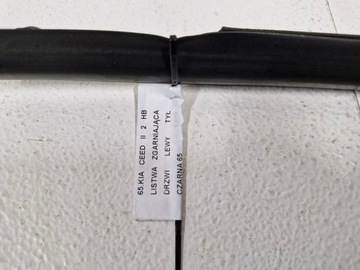 65.KIA CEED II 2 HB
LISTWA ZGARNIAJĄCA
DRZWI LEWY TYŁ
CZARNA 65